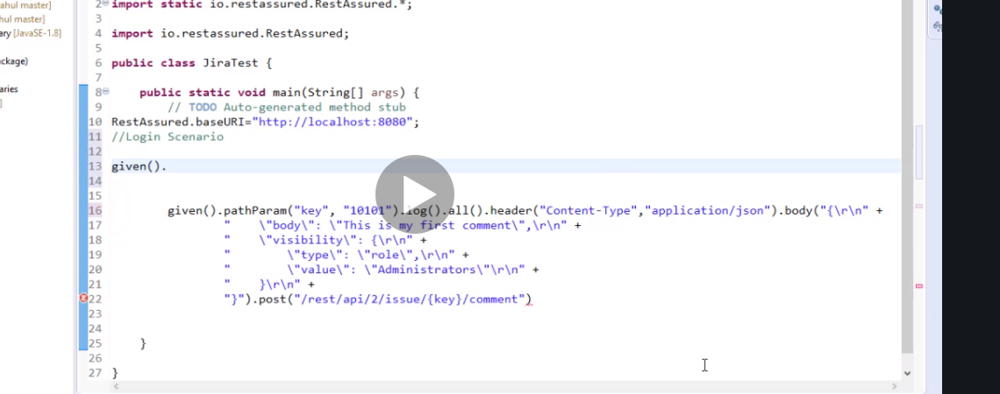 ahul master]
hul master]
ary [JavaSE-1.8]
ckage)
aries
]
2 import static io.restassured.RestAssured.*;
3
4 import io.restassured.RestAssured;
5
6 public class JiraTest {
7
8 public static void main(String[] args) {
9 // TODO Auto-generated method stub
10 RestAssured.baseURI="http://localhost:8080";
11 //Login Scenario
12
13 given().
14
15
16 given().pathParam("key", "10101").log().all().header("Content-Type","application/json").body("{\r\n" +
17 "    \"body\": \"This is my first comment\",\r\n" +
18 "    \"visibility\": {\r\n" +
19 "        \"type\": \"role\",\r\n" +
20 "        \"value\": \"Administrators\"\r\n" +
21 "    }\r\n" +
22 "}").post("/rest/api/2/issue/{key}/comment")
23
24
25 }
26
27 }